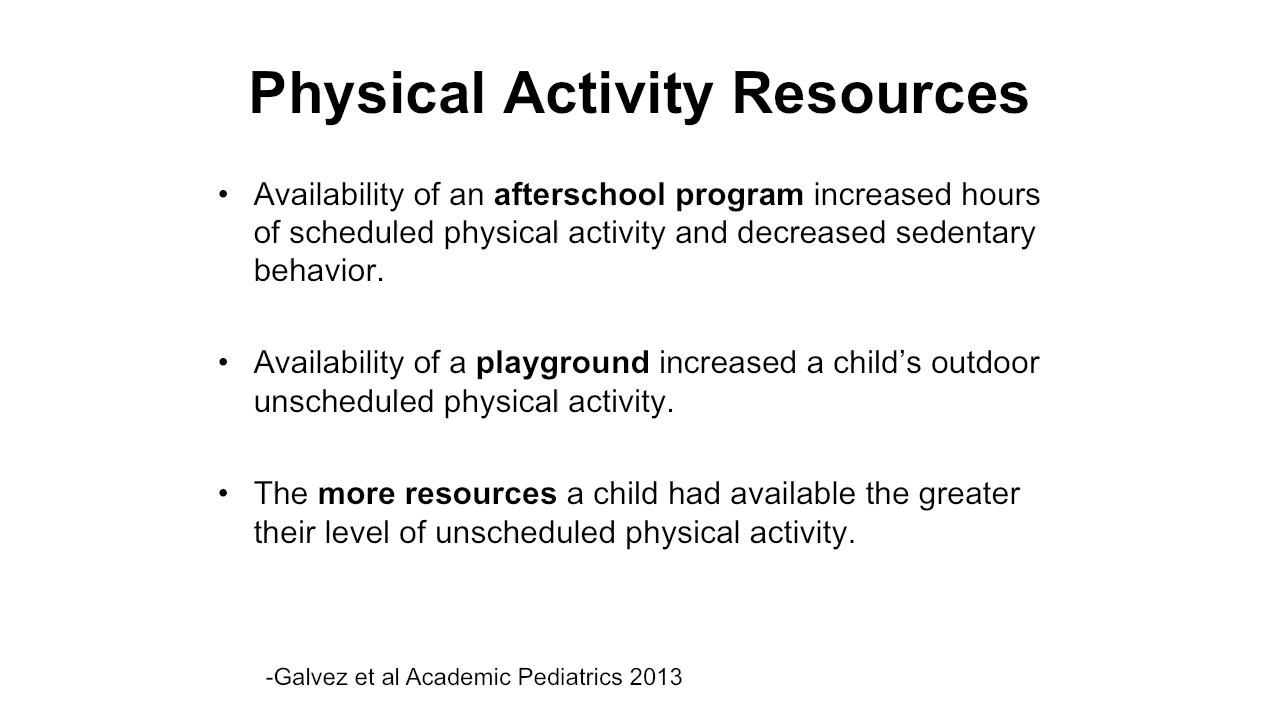 Physical Activity Resources
• Availability of an afterschool program increased hours
of scheduled physical activity and decreased sedentary
behavior.
• Availability of a playground increased a child’s outdoor
unscheduled physical activity.
• The more resources a child had available the greater
their level of unscheduled physical activity.
-Galvez et al Academic Pediatrics 2013